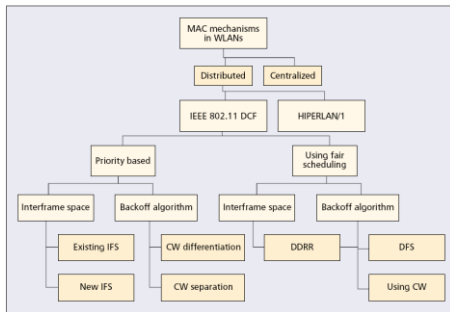 MAC mechanisms
in WLANs
Distributed
Centralized
IEEE 802.11 DCF
HIPERLAN/1
Priority based
Using fair
scheduling
Interframe space
Backoff algorithm
Interframe space
Backoff algorithm
Existing IFS
CW differentiation
DDRR
DFS
New IFS
CW separation
Using CW